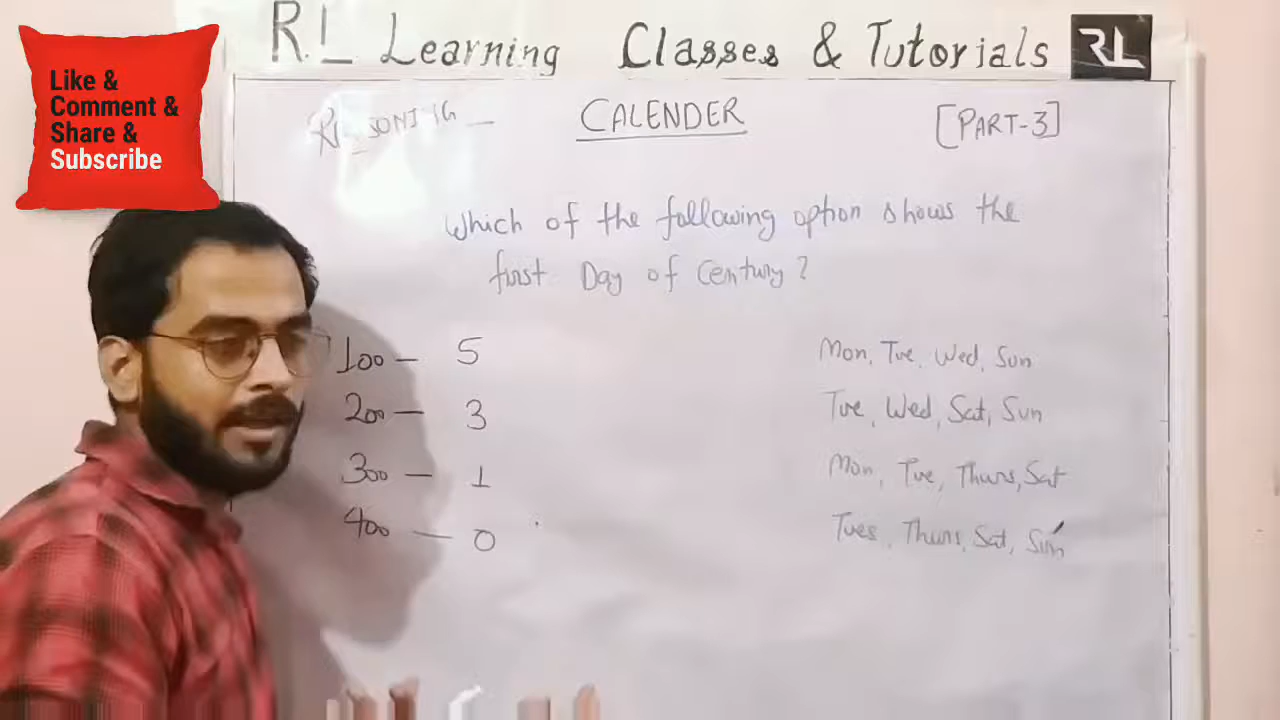 R.L Learning Classes & Tutorials RL
Like &
Comment &
Share &
Subscribe
CALENDER
[PART-3]
Which of the following option shows the
first Day of Century?
100 — 5
200 — 3
300 — 1
400 — 0
Mon, Tue, Wed, Sun
Tue, Wed, Sat, Sun
Mon, Tue, Thurs, Sat
Tues, Thurs, Sat, Sun